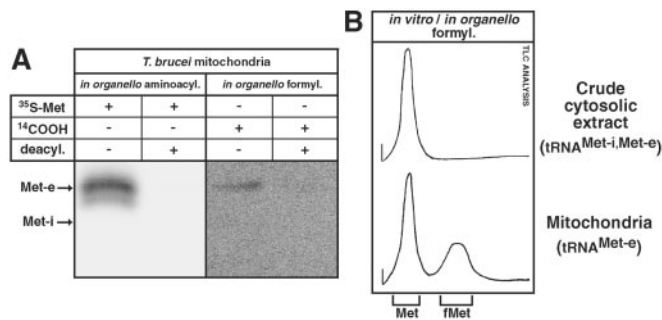 A
T. brucei mitochondria
in organello aminoacyl. in organello formyl.
³⁵S-Met + + - -
¹⁴COOH - - + +
deacyl. - + - +
Met-e→
Met-i→
B
in vitro / in organello
formyl.
TLC ANALYSIS
Crude
cytosolic
extract
(tRNAMet-i,Met-e)
Mitochondria
(tRNAMet-e)
Met fMet